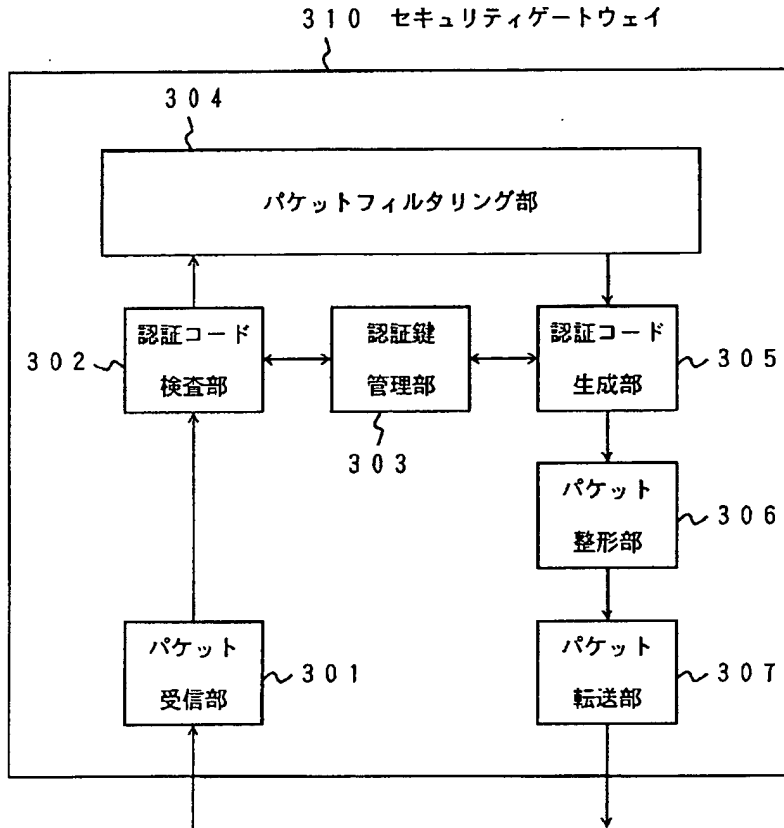 310 セキュリティゲートウェイ
304
パケットフィルタリング部
302
認証コード
検査部
認証鍵
管理部
303
認証コード
生成部
305
パケット
整形部
306
パケット
受信部
301
パケット
転送部
307